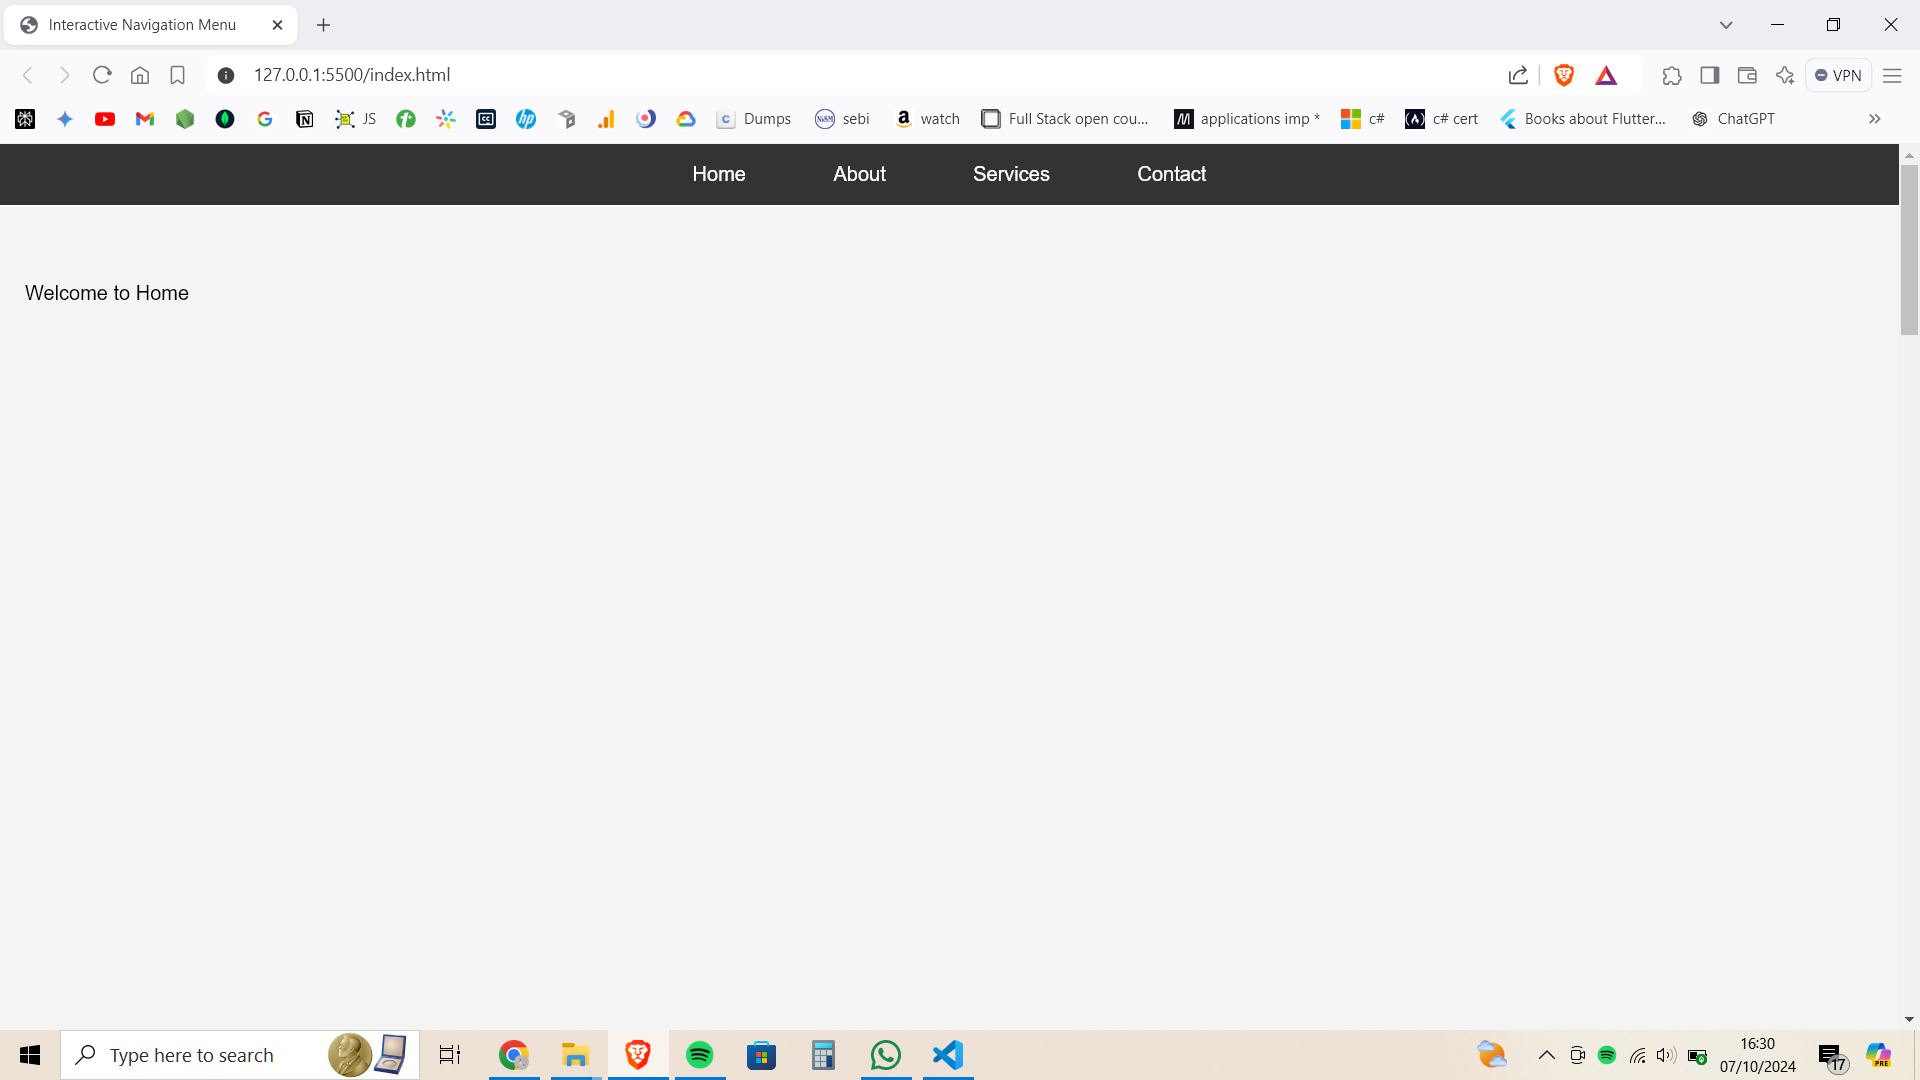 Interactive Navigation Menu
127.0.0.1:5500/index.html
VPN
JS
Dumps
sebi
watch
Full Stack open cou...
applications imp *
c#
c# cert
Books about Flutter...
ChatGPT
Home About Services Contact
Welcome to Home
Type here to search
16:30
07/10/2024
17
PRE